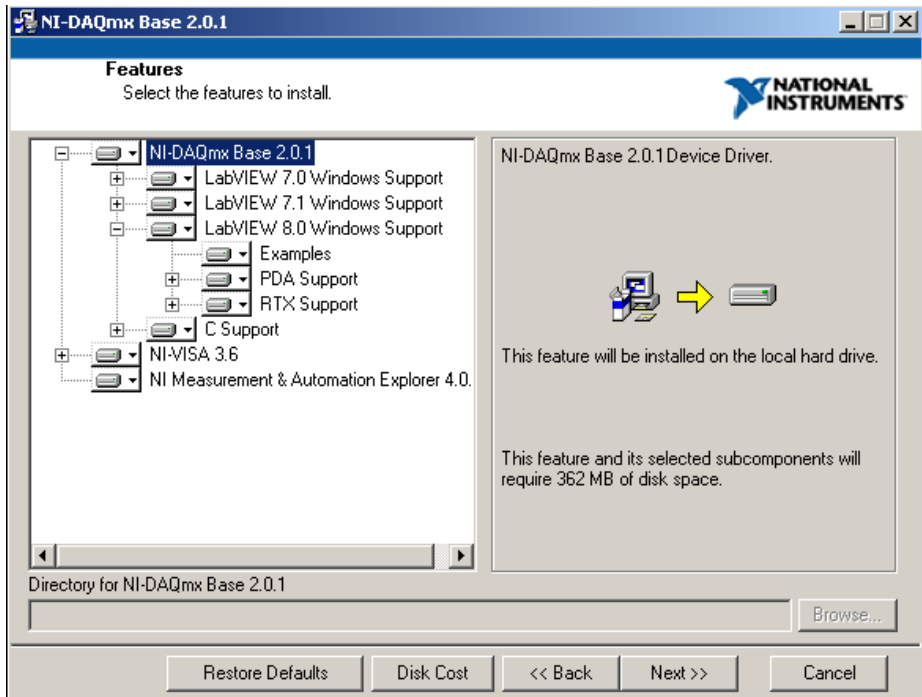 NI-DAQmx Base 2.0.1
Features
Select the features to install.
NATIONAL
INSTRUMENTS
NI-DAQmx Base 2.0.1
LabVIEW 7.0 Windows Support
LabVIEW 7.1 Windows Support
LabVIEW 8.0 Windows Support
Examples
PDA Support
RTX Support
C Support
NI-VISA 3.6
NI Measurement & Automation Explorer 4.0.
NI-DAQmx Base 2.0.1 Device Driver.
This feature will be installed on the local hard drive.
This feature and its selected subcomponents will
require 362 MB of disk space.
Directory for NI-DAQmx Base 2.0.1
Browse...
Restore Defaults
Disk Cost
<< Back
Next >>
Cancel